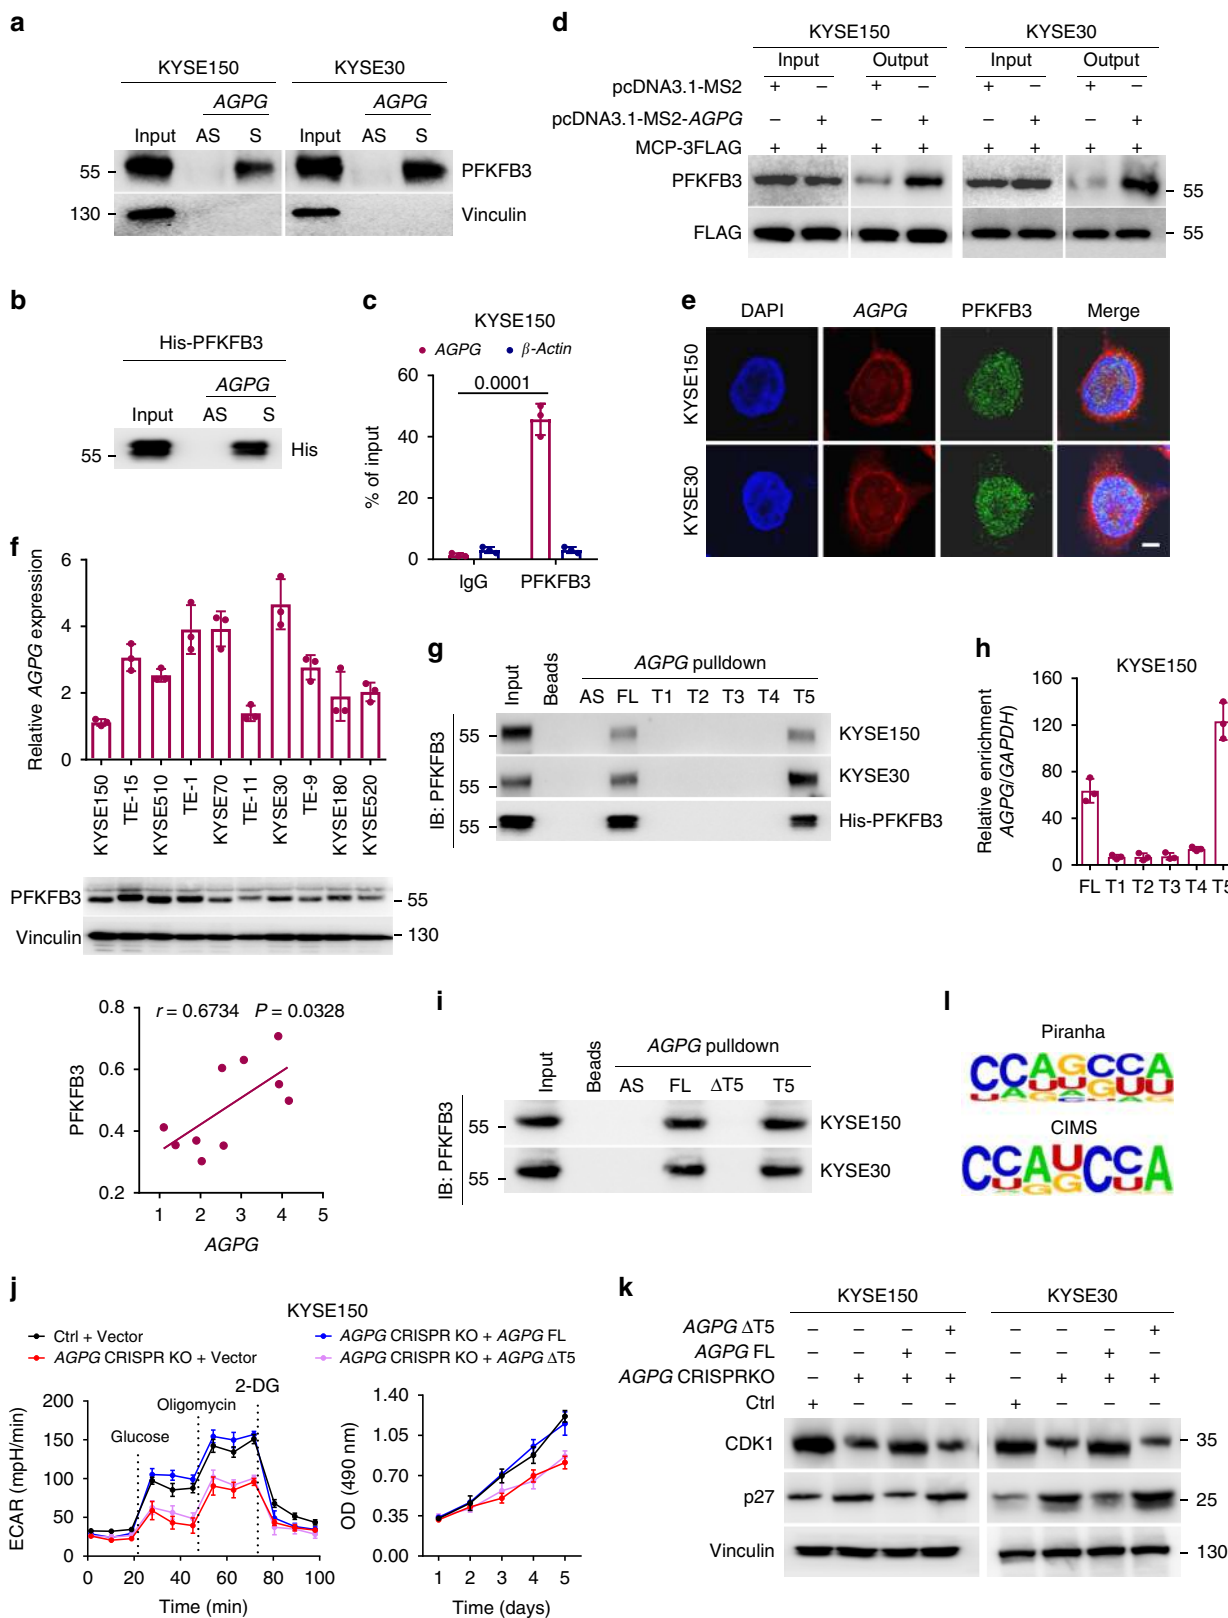 a
KYSE150 KYSE30
AGPG AGPG
Input AS S Input AS S
55 PFKFB3
130 Vinculin
d
KYSE150 KYSE30
Input Output Input Output
pcDNA3.1-MS2 + – + – + – + –
pcDNA3.1-MS2-AGPG – + – + – + – +
MCP-3FLAG + + + + + + + +
PFKFB3 55
FLAG 55
b
His-PFKFB3
AGPG
Input AS S
55 His
c
KYSE150
AGPG β-Actin
0.0001
% of input
60
40
20
0
IgG PFKFB3
e
DAPI AGPG PFKFB3 Merge
KYSE150
KYSE30
f
Relative AGPG expression
6
4
2
0
KYSE150 TE-15 KYSE510 TE-1 KYSE70 TE-11 KYSE30 TE-9 KYSE180 KYSE520
PFKFB3 55
Vinculin 130
r = 0.6734 P = 0.0328
PFKFB3
0.8
0.6
0.4
0.2
1 2 3 4 5
AGPG
g
AGPG pulldown
Input Beads AS FL T1 T2 T3 T4 T5
IB: PFKFB3
55 KYSE150
55 KYSE30
55 His-PFKFB3
h
KYSE150
Relative enrichment
AGPG/GAPDH)
160
120
80
40
0
FL T1 T2 T3 T4 T5
i
AGPG pulldown
Input Beads AS FL ΔT5 T5
IB: PFKFB3
55 KYSE150
55 KYSE30
l
Piranha
CCAGCCA
CIMS
CCAUCCA
j
KYSE150
Ctrl + Vector AGPG CRISPR KO + AGPG FL
AGPG CRISPR KO + Vector AGPG CRISPR KO + AGPG ΔT5
ECAR (mpH/min)
200
150
100
50
0
Glucose
Oligomycin
2-DG
0 20 40 60 80 100
Time (min)
OD (490 nm)
1.40
1.05
0.70
0.35
0.00
1 2 3 4 5
Time (days)
k
KYSE150 KYSE30
AGPG ΔT5 – – – + – – – +
AGPG FL – – + – – – + –
AGPG CRISPRKO – + + + – + + +
Ctrl + – – – + – – –
CDK1 35
p27 25
Vinculin 130